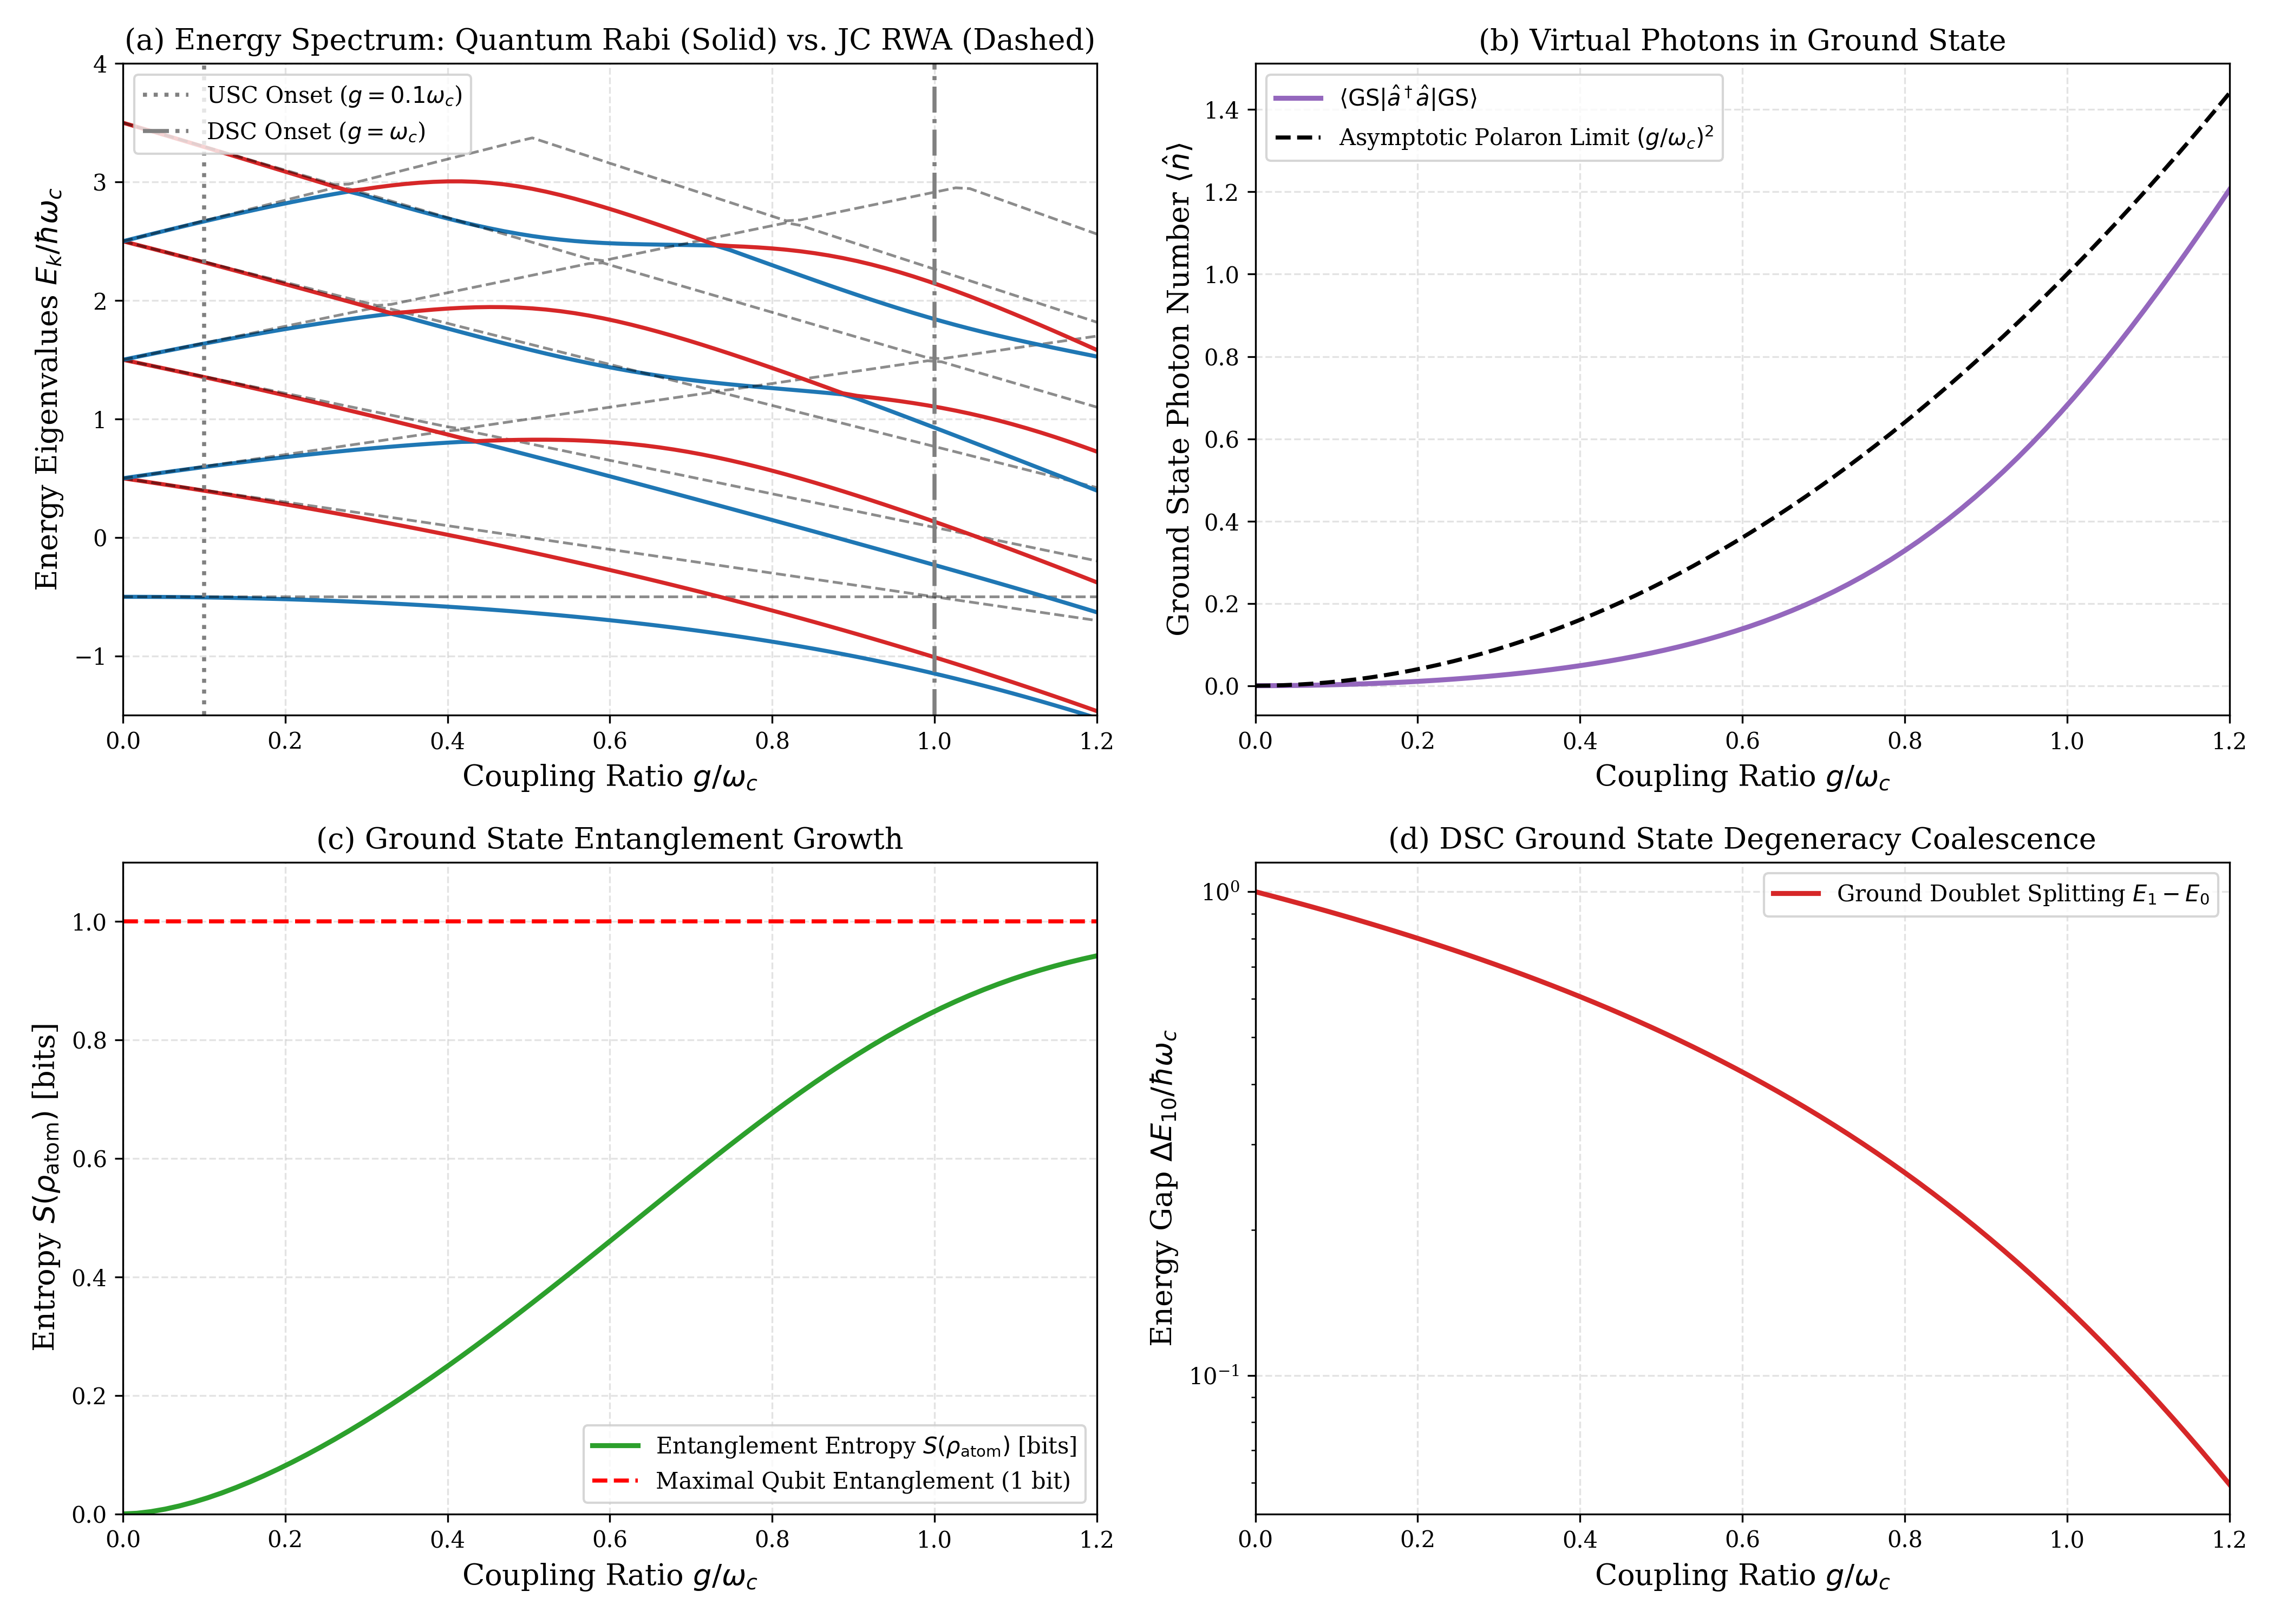 (a) Energy Spectrum: Quantum Rabi (Solid) vs. JC RWA (Dashed)
USC Onset (g = 0.1ω_c)
DSC Onset (g = ω_c)
Energy Eigenvalues E_k/ħω_c
4
3
2
1
0
−1
0.0 0.2 0.4 0.6 0.8 1.0 1.2
Coupling Ratio g/ω_c
(b) Virtual Photons in Ground State
⟨GS|â†â|GS⟩
Asymptotic Polaron Limit (g/ω_c)²
Ground State Photon Number ⟨n̂⟩
1.4
1.2
1.0
0.8
0.6
0.4
0.2
0.0
0.0 0.2 0.4 0.6 0.8 1.0 1.2
Coupling Ratio g/ω_c
(c) Ground State Entanglement Growth
Entropy S(ρ_atom) [bits]
1.0
0.8
0.6
0.4
0.2
0.0
Entanglement Entropy S(ρ_atom) [bits]
Maximal Qubit Entanglement (1 bit)
0.0 0.2 0.4 0.6 0.8 1.0 1.2
Coupling Ratio g/ω_c
(d) DSC Ground State Degeneracy Coalescence
Ground Doublet Splitting E₁ − E₀
Energy Gap ΔE₁₀/ħω_c
10⁰
10⁻¹
0.0 0.2 0.4 0.6 0.8 1.0 1.2
Coupling Ratio g/ω_c